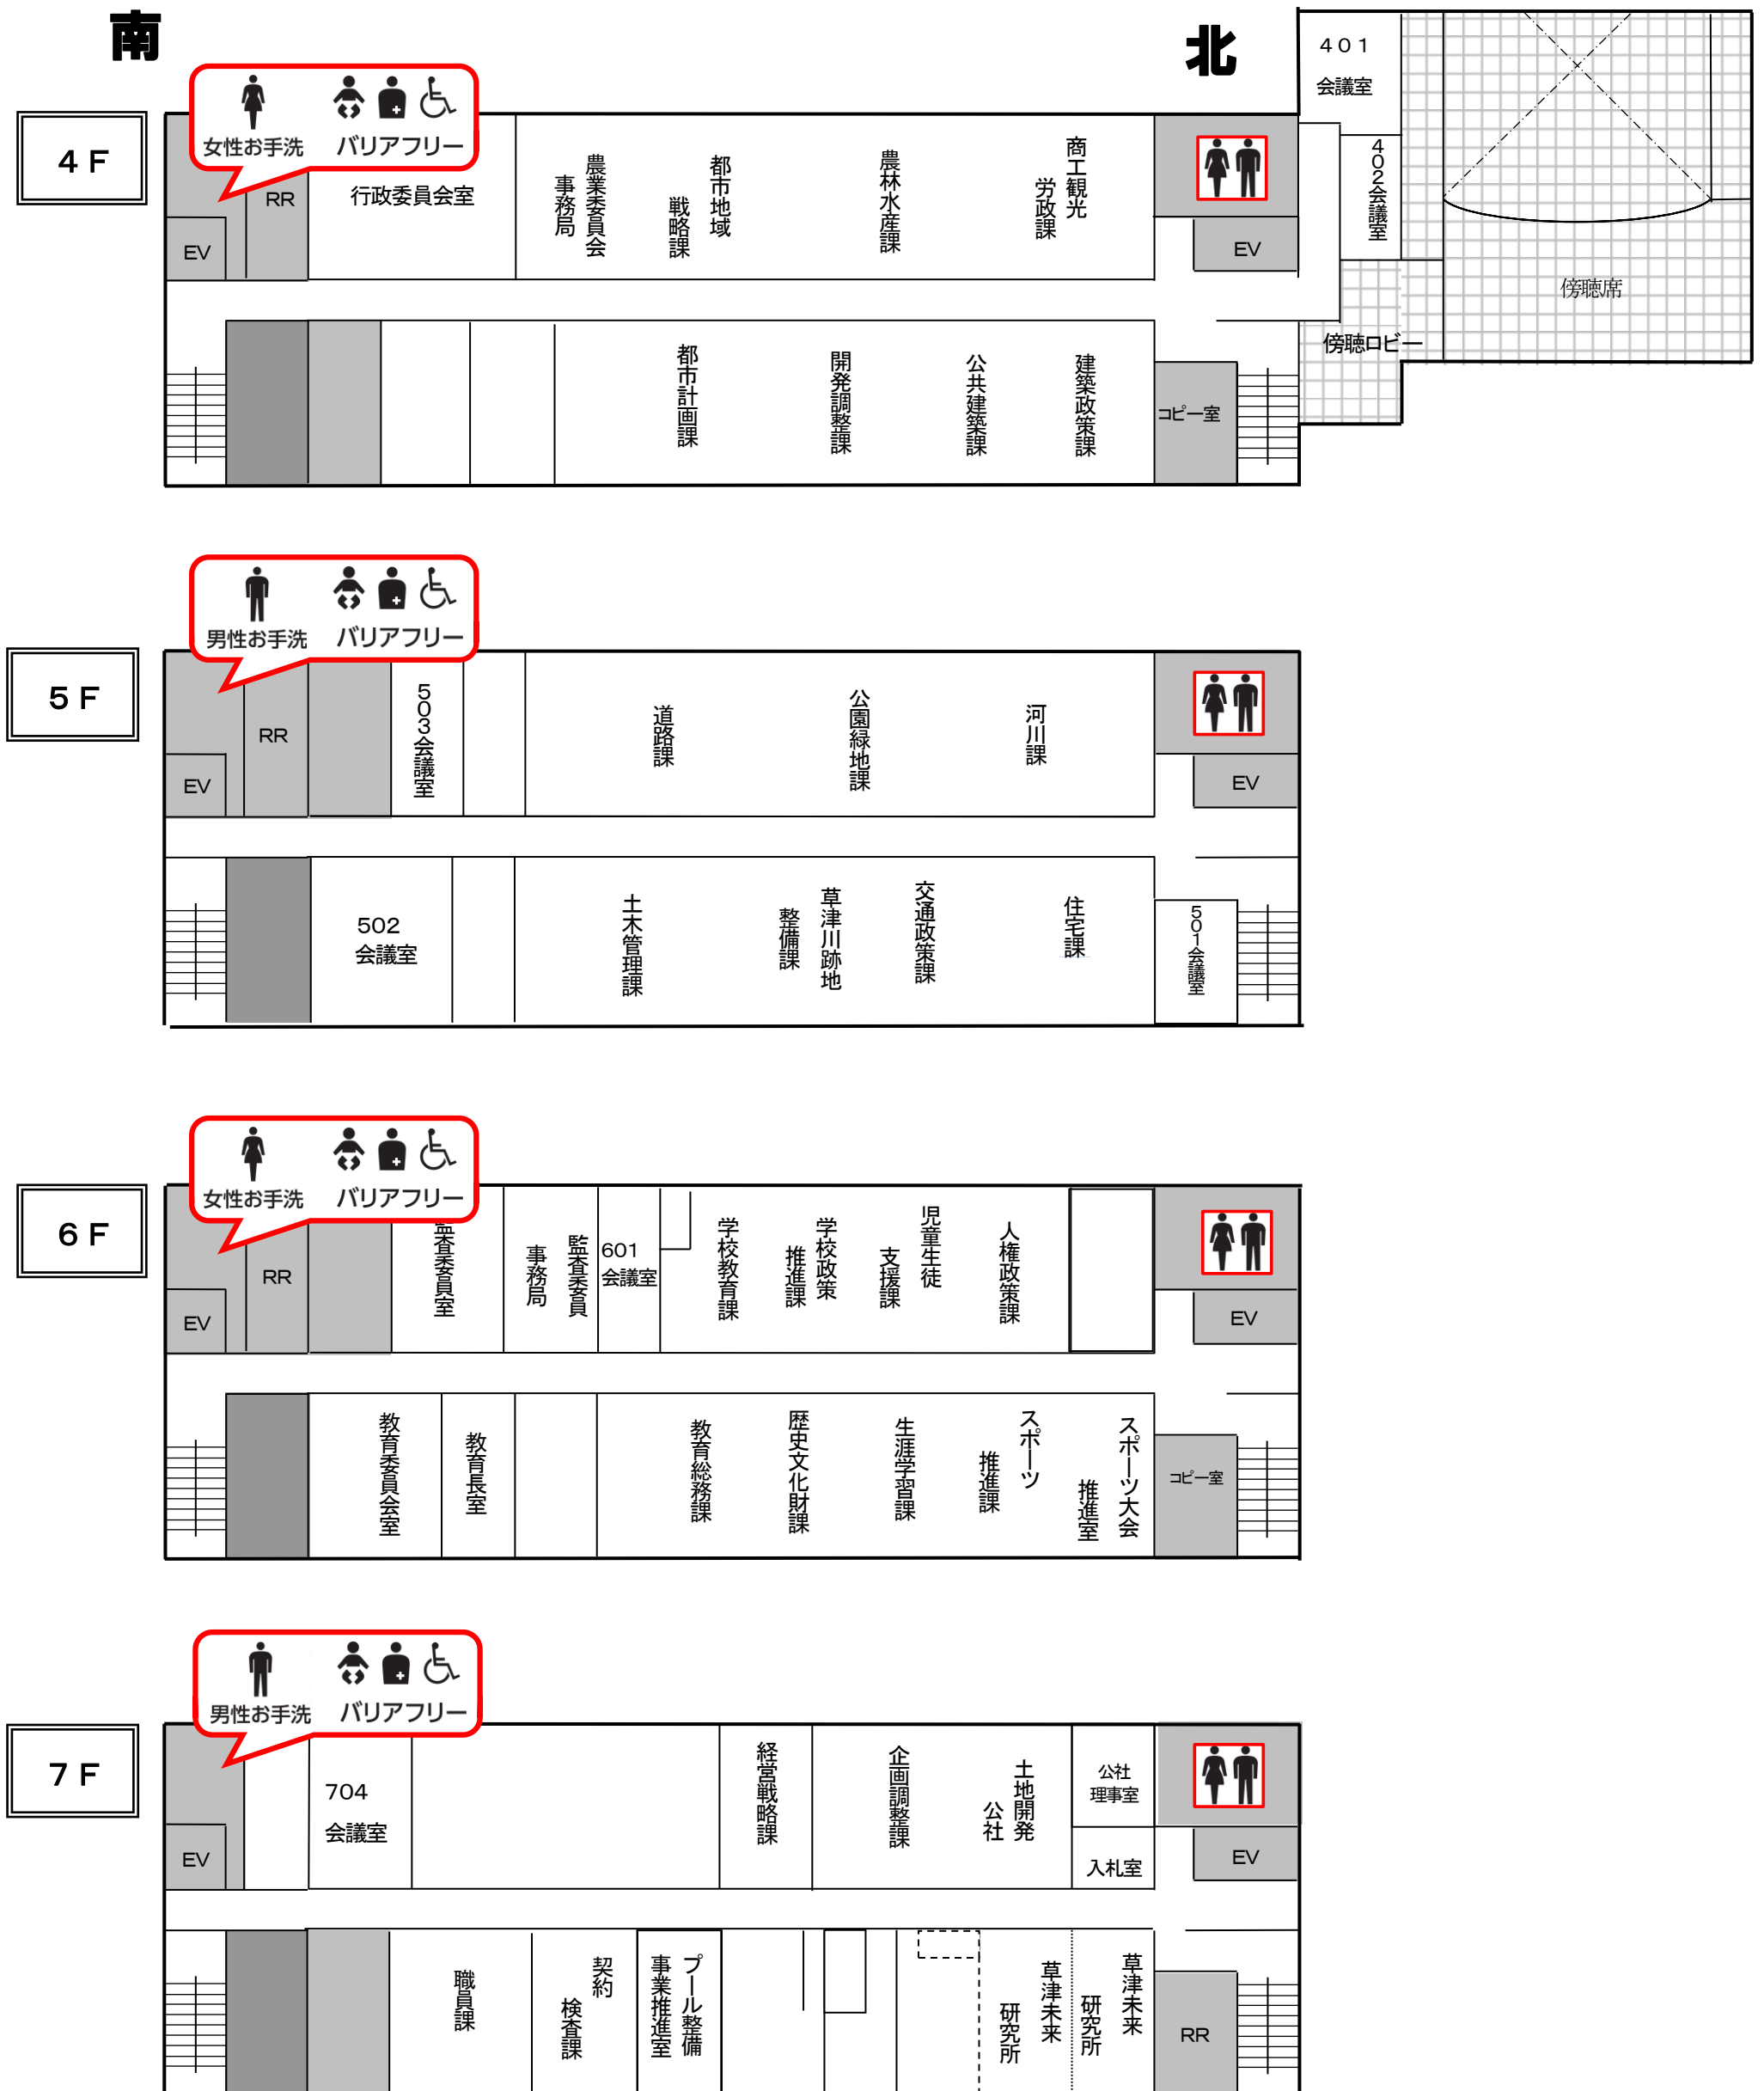 南
北
4F
女性お手洗
バリアフリー
RR
EV
行政委員会室
農業委員会
事務局
都市地域
戦略課
農林水産課
商工観光
労政課
EV
401
会議室
402会議室
傍聴席
傍聴ロビー
都市計画課
開発調整課
公共建築課
建築政策課
コピー室
5F
男性お手洗
バリアフリー
RR
EV
503会議室
道路課
公園緑地課
河川課
EV
502
会議室
土木管理課
草津川跡地
整備課
交通政策課
住宅課
501会議室
6F
女性お手洗
バリアフリー
RR
EV
監査委員室
監査委員
事務局
601
会議室
学校教育課
学校政策
推進課
児童生徒
支援課
人権政策課
EV
教育委員会室
教育長室
教育総務課
歴史文化財課
生涯学習課
スポーツ
推進課
スポーツ大会
推進室
コピー室
7F
男性お手洗
バリアフリー
EV
704
会議室
経営戦略課
企画調整課
土地開発
公社
公社
理事室
入札室
EV
職員課
契約
検査課
プール整備
事業推進室
草津未来
研究所
草津未来
研究所
RR